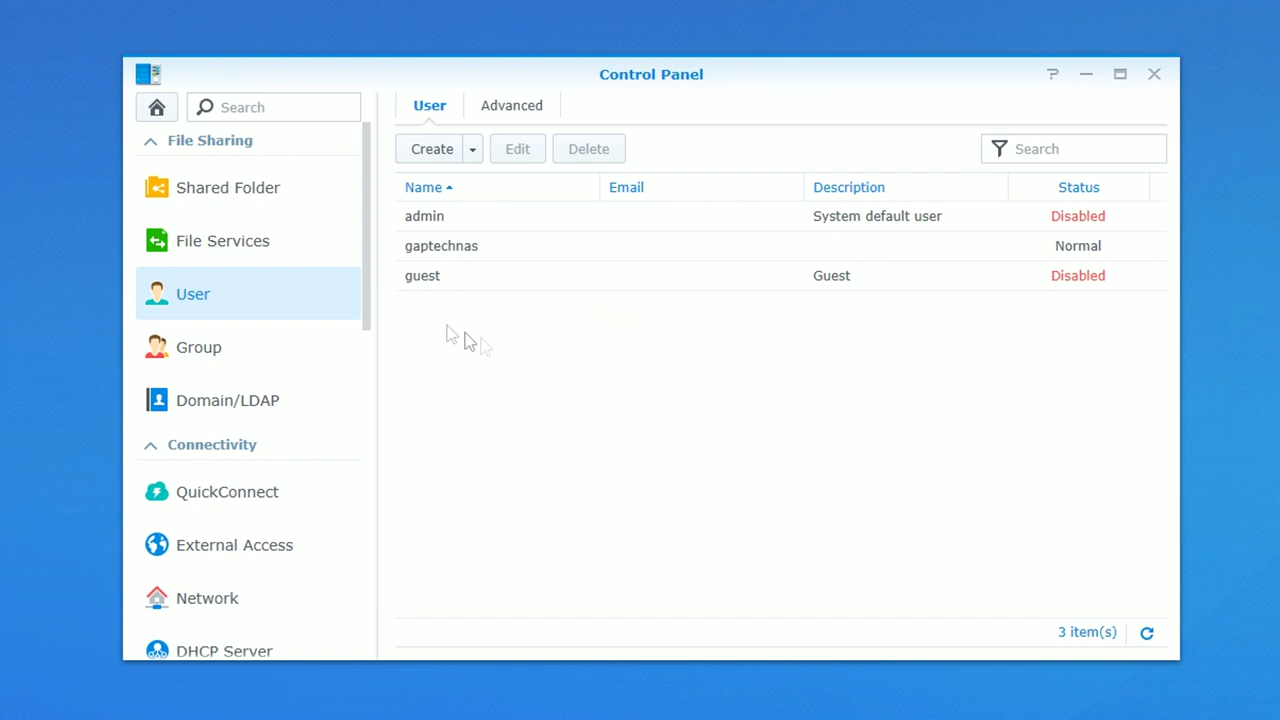 Control Panel
Search
File Sharing
Shared Folder
File Services
User
Group
Domain/LDAP
Connectivity
QuickConnect
External Access
Network
DHCP Server
User Advanced
Create Edit Delete Search
Name Email Description Status
admin System default user Disabled
gaptechnas Normal
guest Guest Disabled
3 item(s)